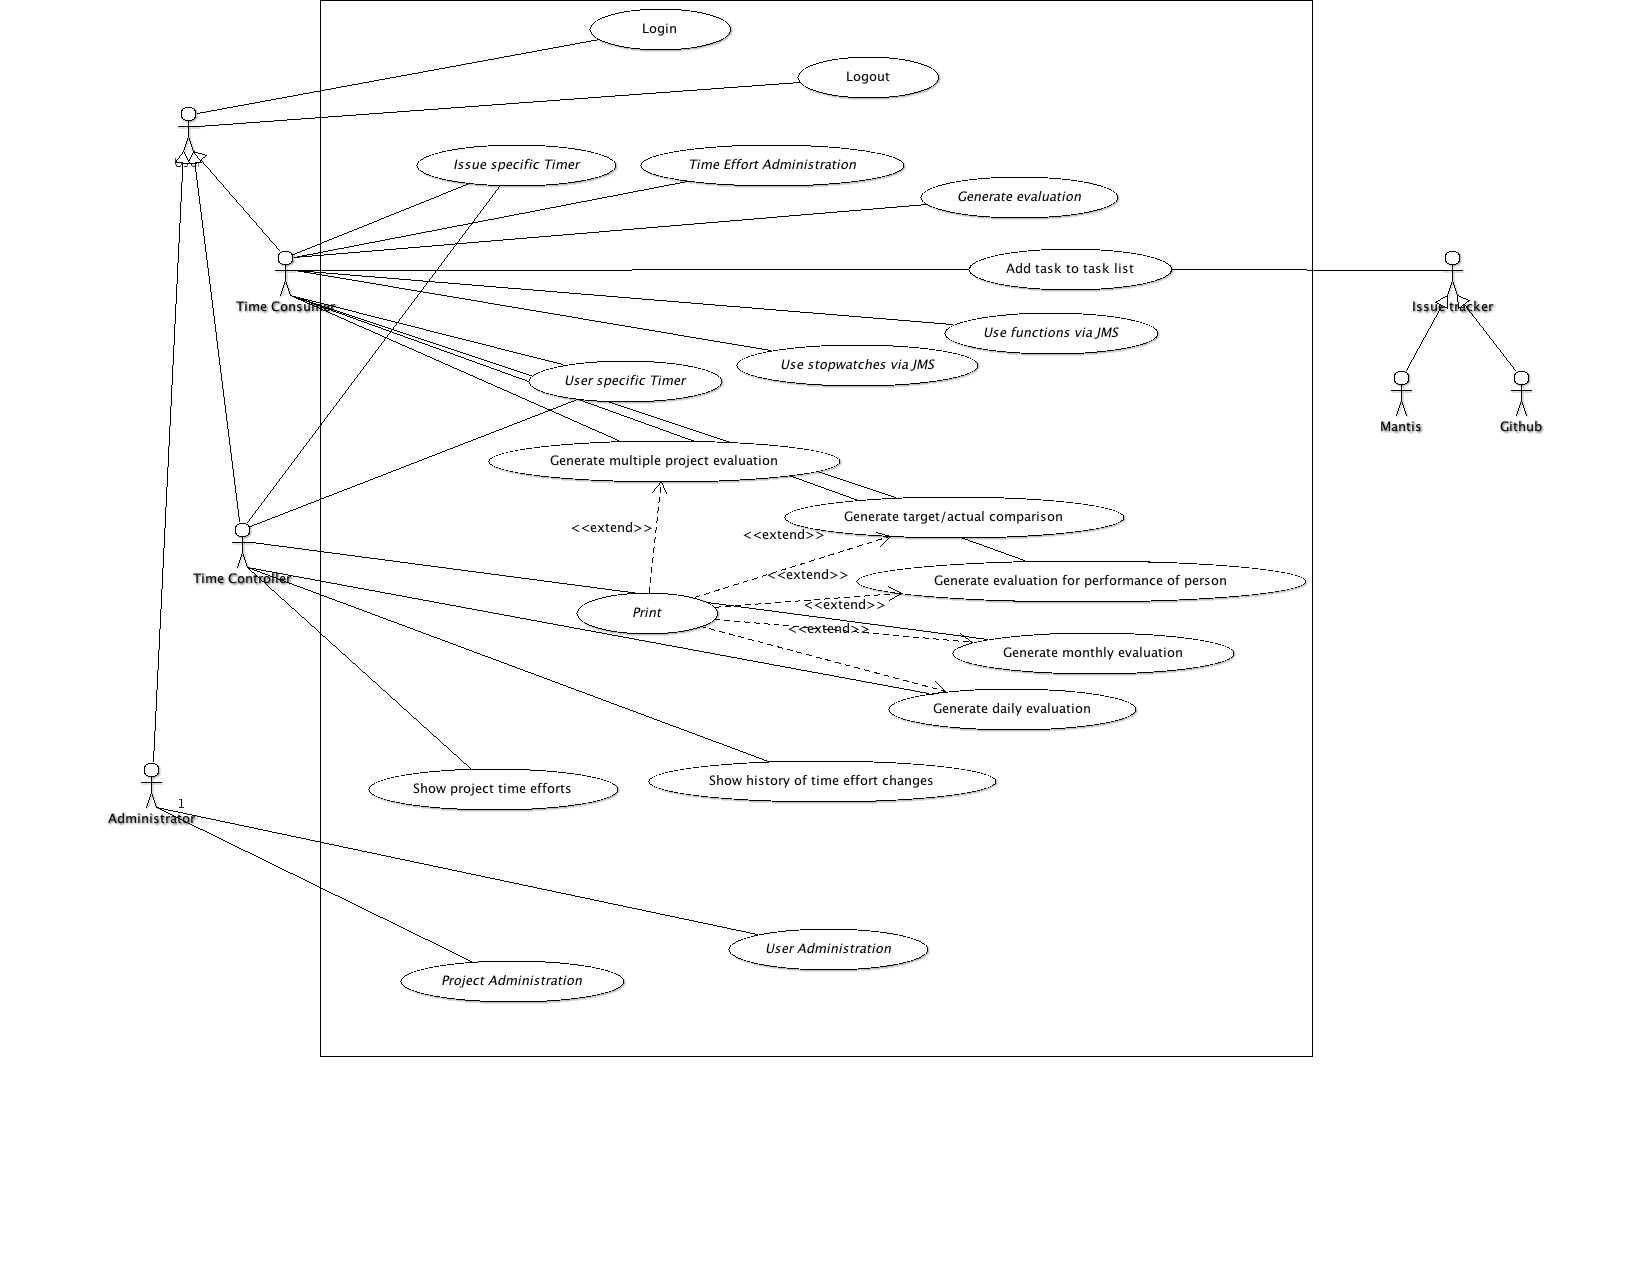 Login
Logout
Issue specific Timer
Time Effort Administration
Generate evaluation
Add task to task list
Time Consumer
Issue tracker
Use functions via JMS
Use stopwatches via JMS
User specific Timer
Mantis
Github
Generate multiple project evaluation
Generate target/actual comparison
<<extend>>
<<extend>>
<<extend>>
Time Controller
Generate evaluation for performance of person
<<extend>>
Print
<<extend>>
Generate monthly evaluation
Generate daily evaluation
Show project time efforts
Show history of time effort changes
1
Administrator
User Administration
Project Administration